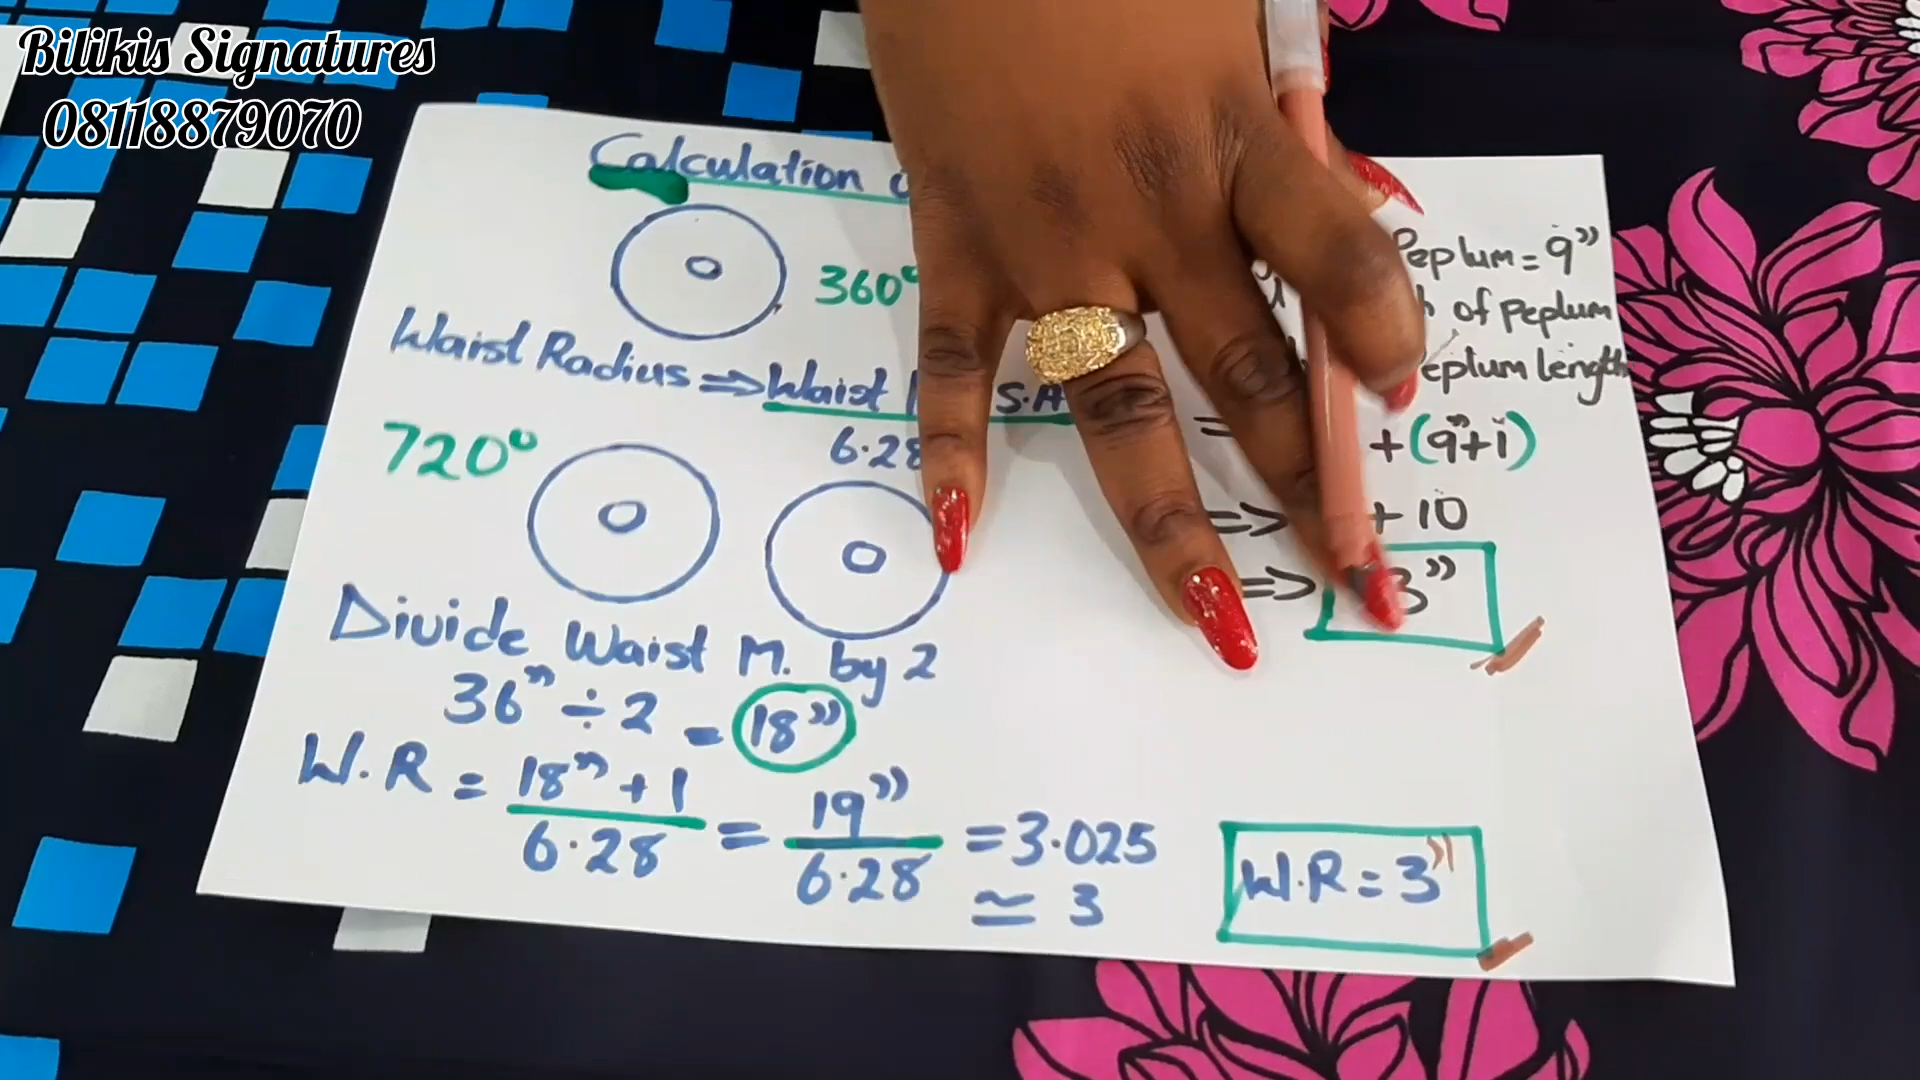 Bilikis Signatures
08118879070
Calculation
360°
Waist Radius => Waist S.A
6.28
720°
Divide Waist M. by 2
36" ÷ 2 = 18"
W.R = 18" + 1 = 19" = 3.025
6.28 6.28 ≃ 3
Peplum = 9"
of Peplum
Peplum length
= + (9"+1)
=> + 10
=> 3"
W.R = 3"